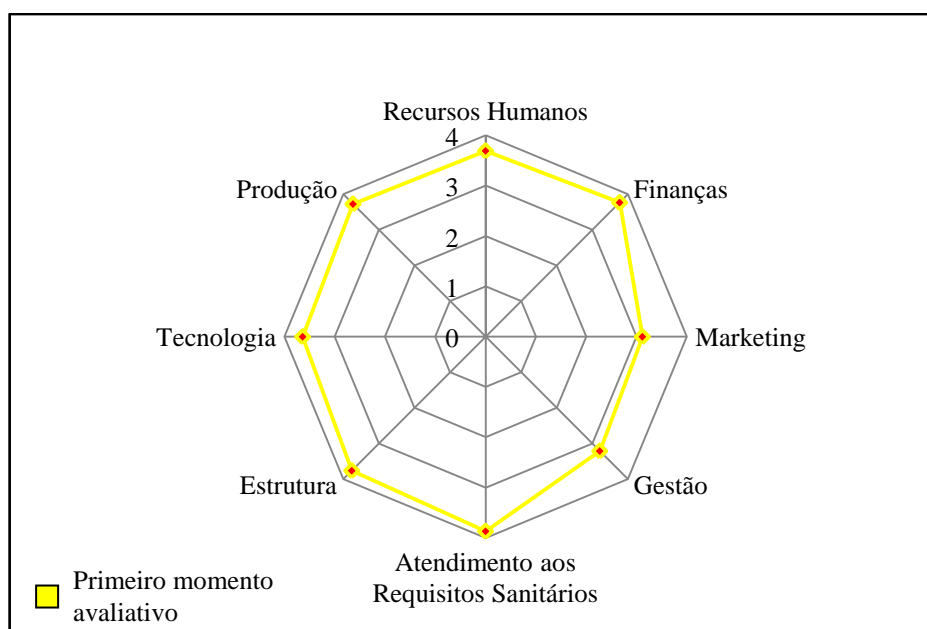 Recursos Humanos
4
Produção
Finanças
3
2
1
Tecnologia
0
Marketing
Estrutura
Gestão
Atendimento aos
Requisitos Sanitários
Primeiro momento
avaliativo